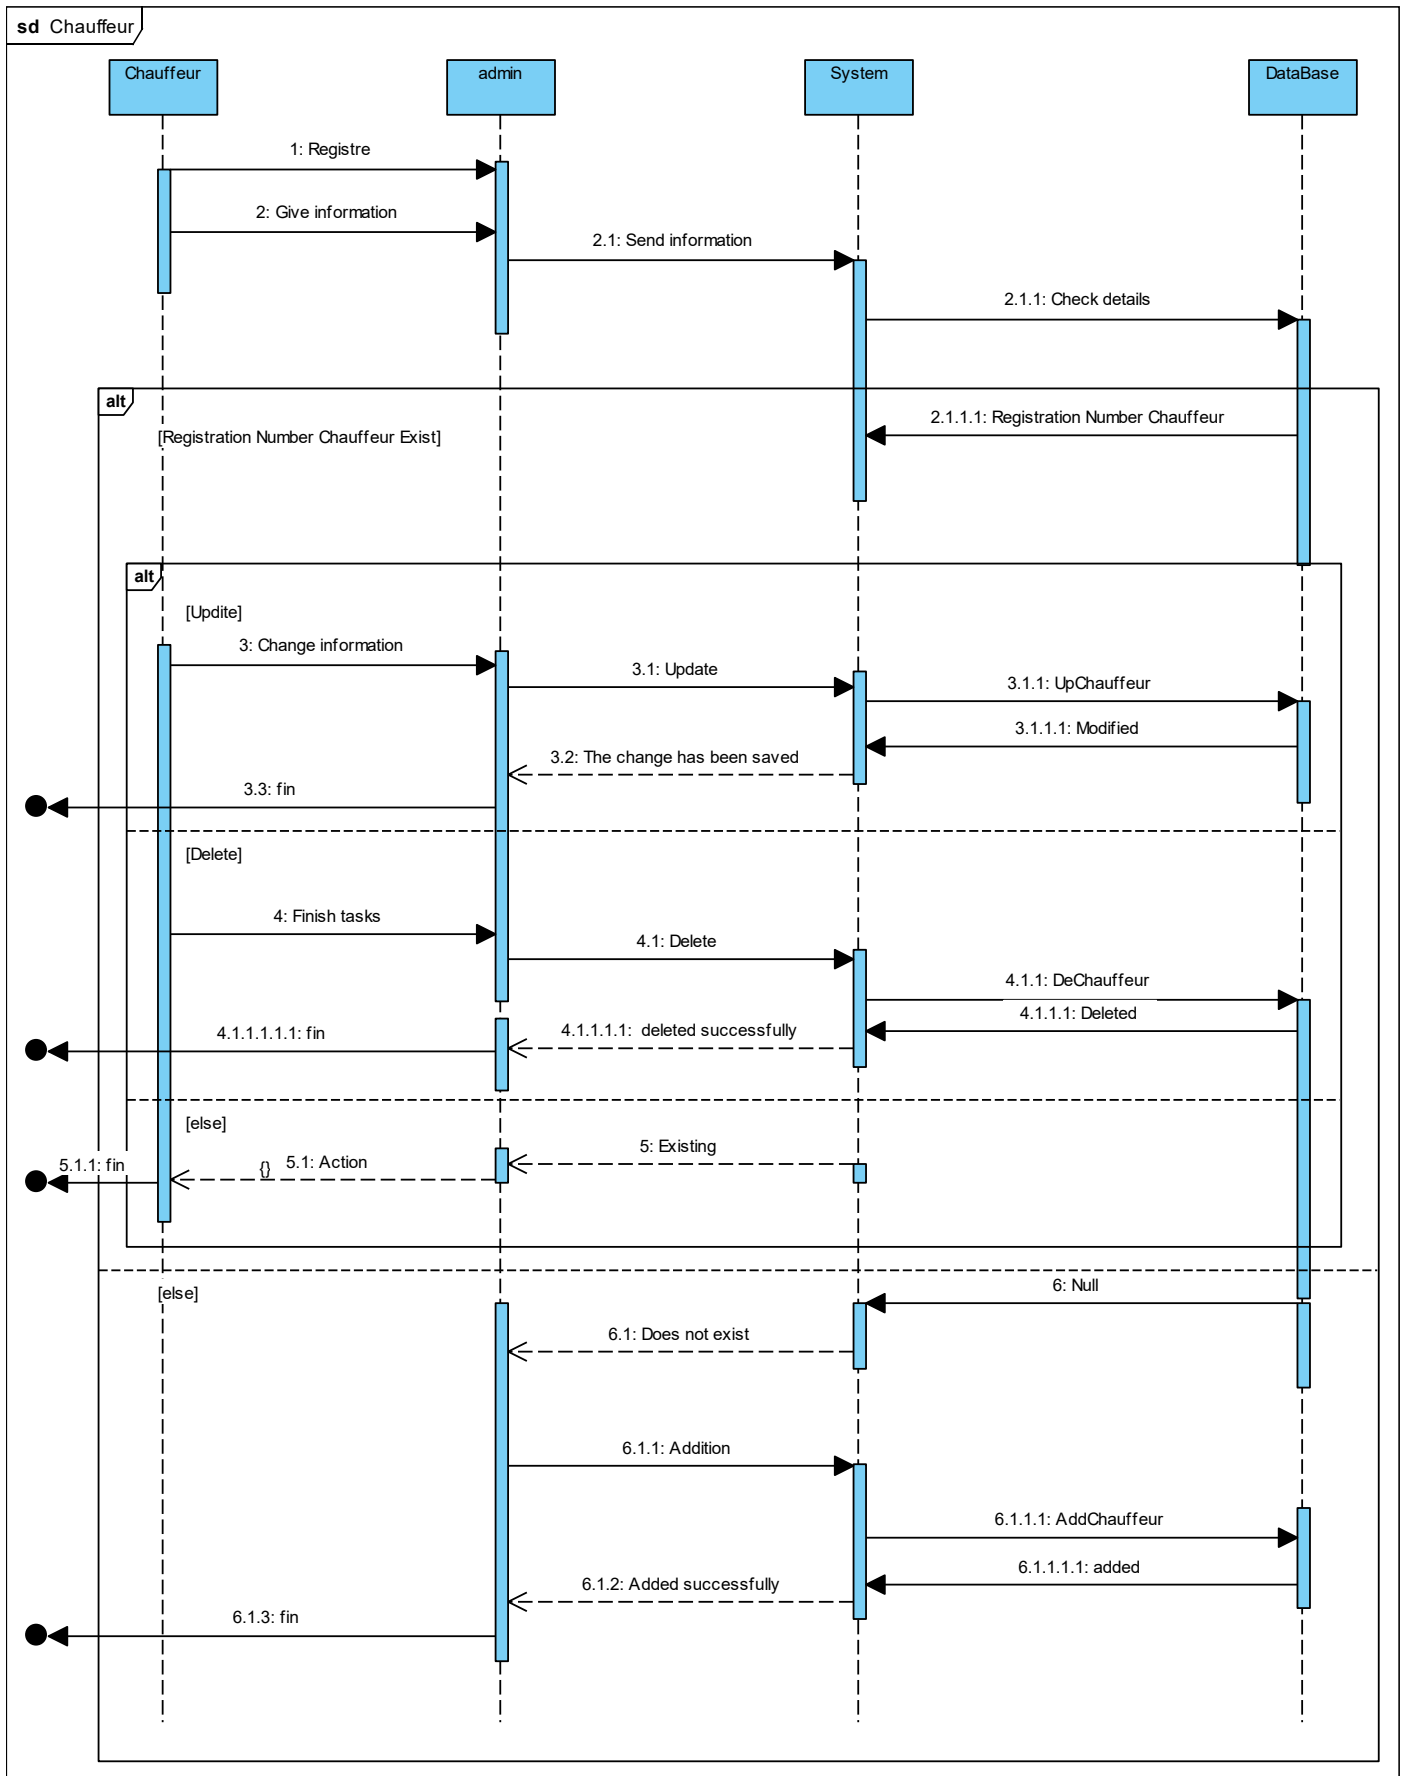 sd Chauffeur
Chauffeur
admin
System
DataBase
1: Registre
2: Give information
2.1: Send information
2.1.1: Check details
alt
2.1.1.1: Registration Number Chauffeur
[Registration Number Chauffeur Exist]
alt
[Updite]
3: Change information
3.1: Update
3.1.1: UpChauffeur
3.1.1.1: Modified
3.2: The change has been saved
3.3: fin
[Delete]
4: Finish tasks
4.1: Delete
4.1.1: DeChauffeur
4.1.1.1: Deleted
4.1.1.1.1: deleted successfully
4.1.1.1.1.1: fin
[else]
5: Existing
5.1: Action
{}
5.1.1: fin
[else]
6: Null
6.1: Does not exist
6.1.1: Addition
6.1.1.1: AddChauffeur
6.1.1.1.1: added
6.1.2: Added successfully
6.1.3: fin